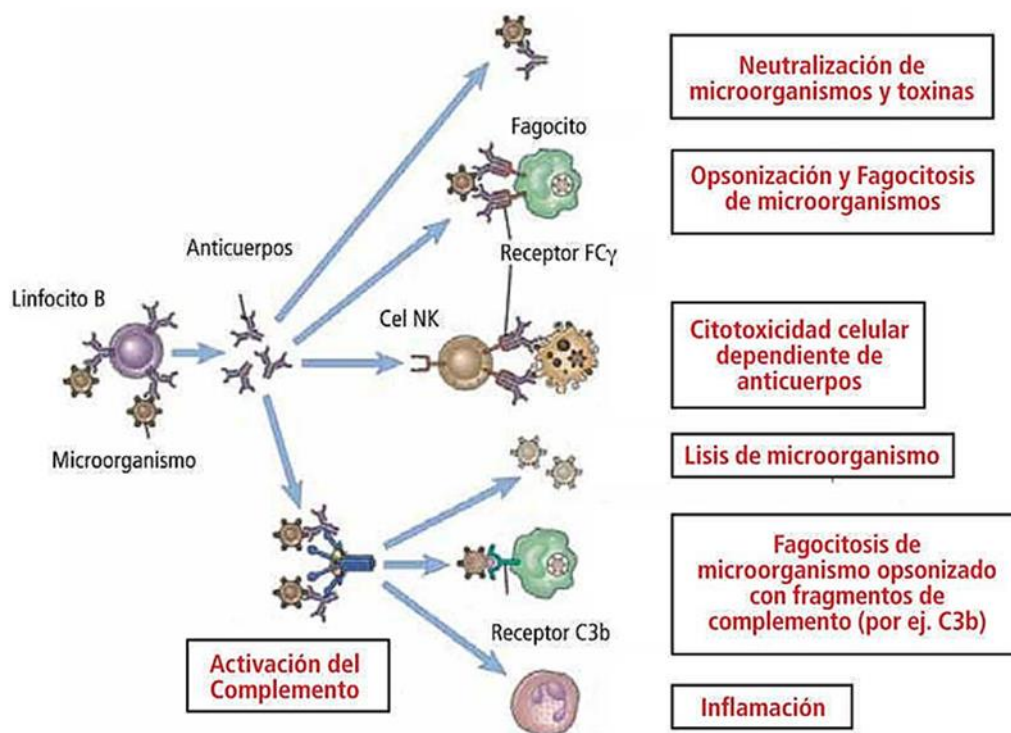 Neutralización de
microorganismos y toxinas
Fagocito
Opsonización y Fagocitosis
de microorganismos
Anticuerpos
Receptor FCγ
Linfocito B
Cel NK
Citotoxicidad celular
dependiente de
anticuerpos
Microorganismo
Lisis de microorganismo
Fagocitosis de
microorganismo opsonizado
con fragmentos de
complemento (por ej. C3b)
Receptor C3b
Activación del
Complemento
Inflamación